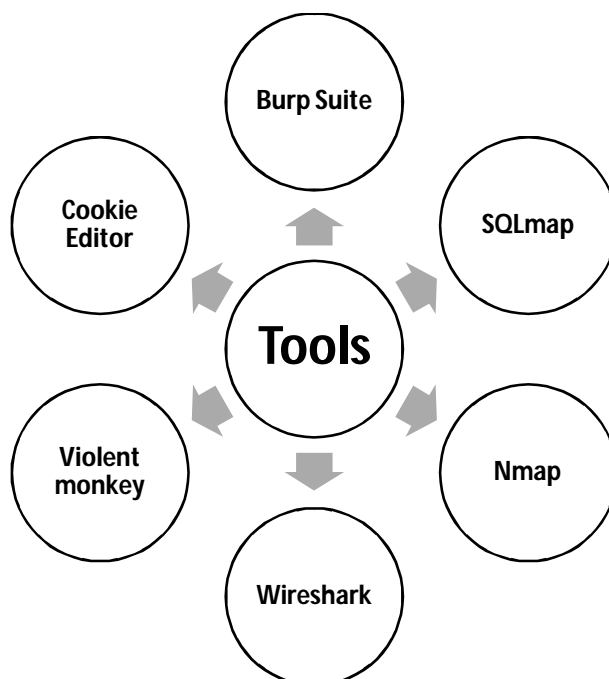 Burp Suite
Cookie
Editor
SQLmap
Tools
Violent
monkey
Nmap
Wireshark